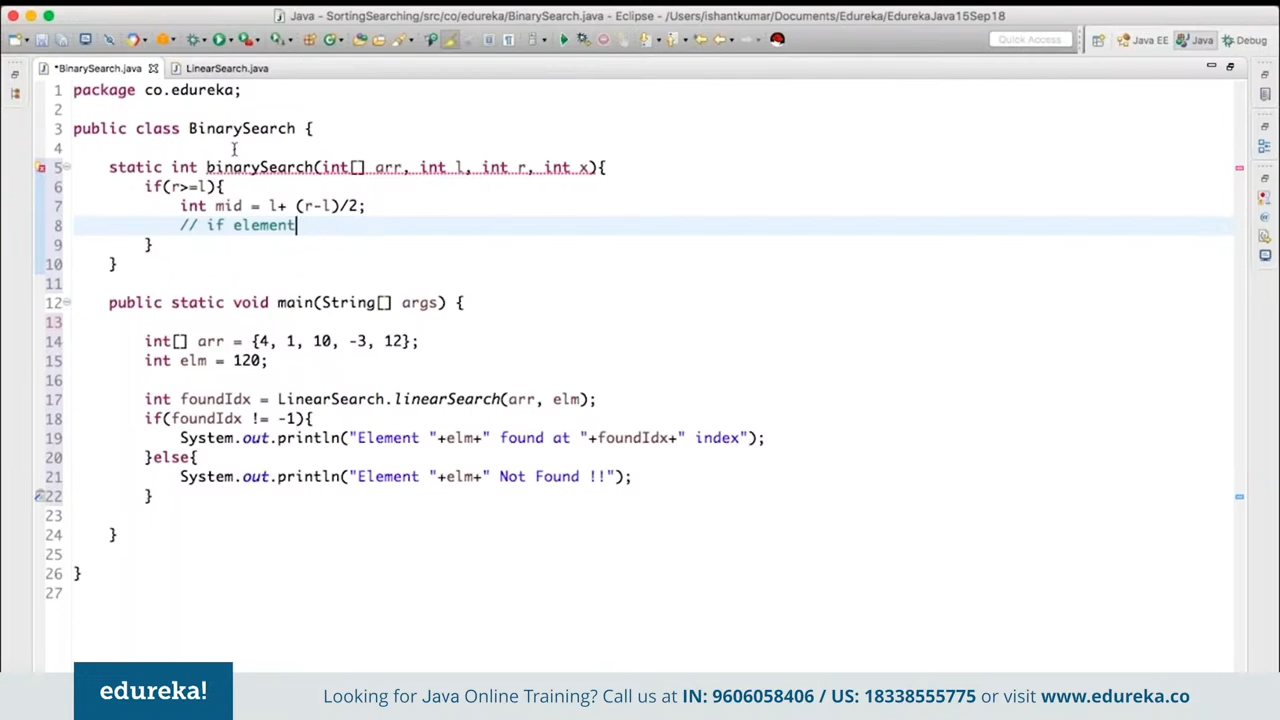 Java - SortingSearching/src/co/edureka/BinarySearch.java - Eclipse - /Users/ishantkumar/Documents/Edureka/EdurekaJava15Sep18
Quick Access
Java EE
Java
Debug
*BinarySearch.java
LinearSearch.java
1 package co.edureka;
2
3 public class BinarySearch {
4
5 static int binarySearch(int[] arr, int l, int r, int x){
6 if(r>=l){
7 int mid = l+ (r-l)/2;
8 // if element
9 }
10 }
11
12 public static void main(String[] args) {
13
14 int[] arr = {4, 1, 10, -3, 12};
15 int elm = 120;
16
17 int foundIdx = LinearSearch.linearSearch(arr, elm);
18 if(foundIdx != -1){
19 System.out.println("Element "+elm+" found at "+foundIdx+" index");
20 }else{
21 System.out.println("Element "+elm+" Not Found !!");
22 }
23
24 }
25
26 }
27
edureka!
Looking for Java Online Training? Call us at IN: 9606058406 / US: 18338555775 or visit www.edureka.co